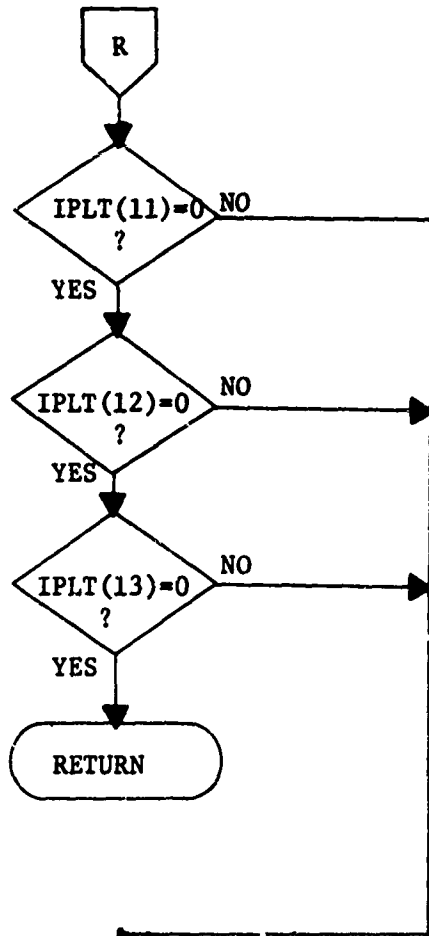 R
IPLT(11)=0
?
NO
YES
IPLT(12)=0
?
NO
YES
IPLT(13)=0
?
NO
YES
RETURN